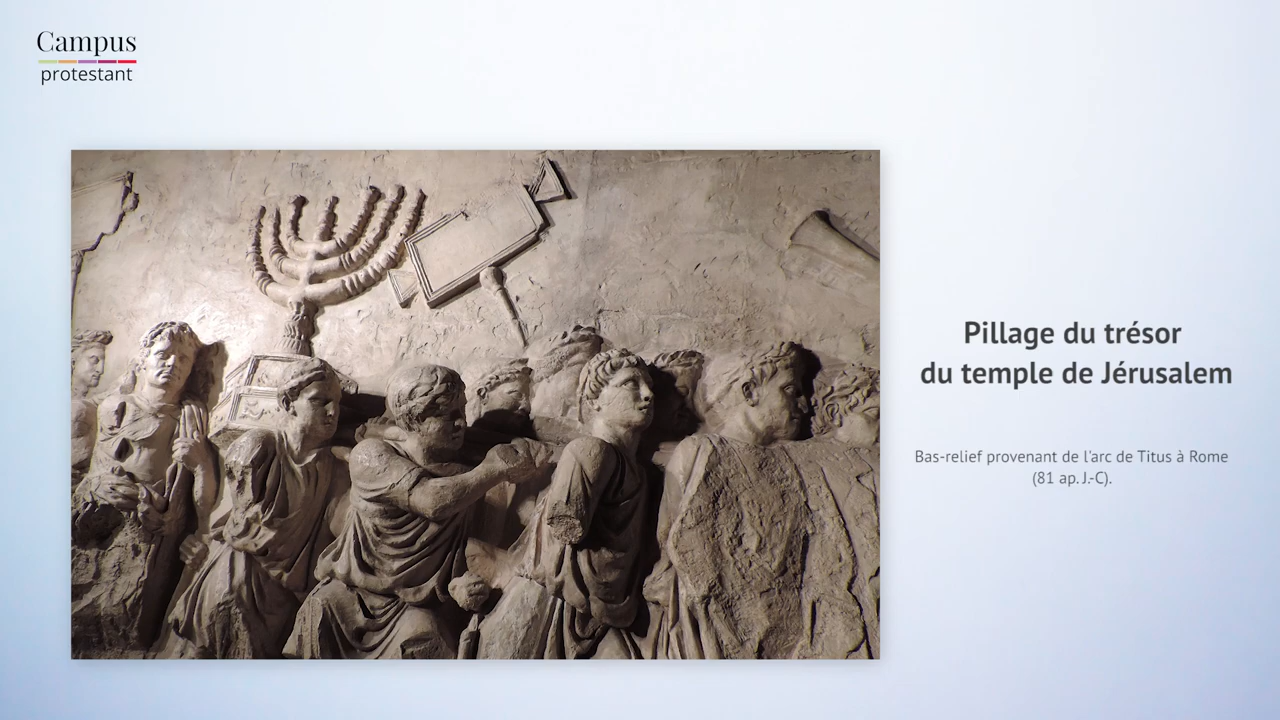 Campus
protestant
Pillage du trésor
du temple de Jérusalem
Bas-relief provenant de l'arc de Titus à Rome
(81 ap. J.-C).